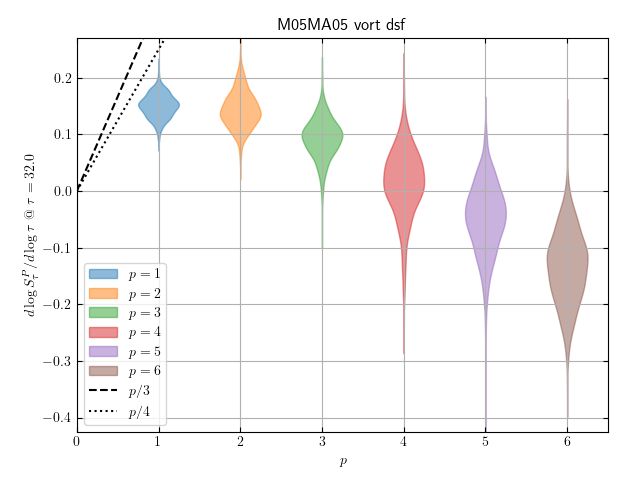 M05MA05 vort dsf
d log S_τ^P / d log τ @ τ = 32.0
0.2
0.1
0.0
−0.1
−0.2
−0.3
−0.4
p = 1
p = 2
p = 3
p = 4
p = 5
p = 6
p/3
p/4
0 1 2 3 4 5 6
p